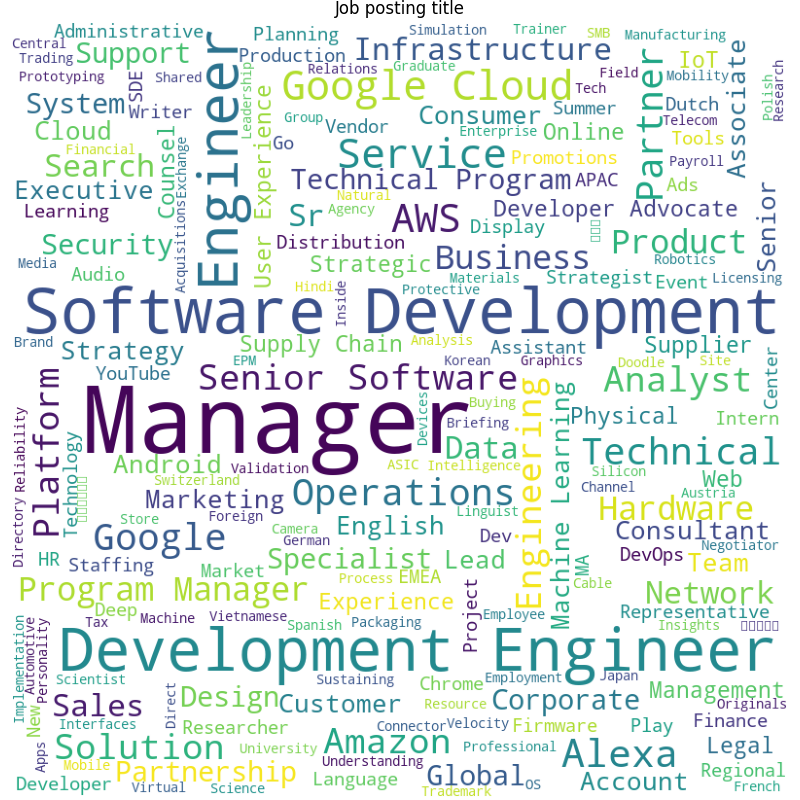 Job posting title
Central
Administrative
Planning
Simulation
Trainer
SMB
Manufacturing
Trading
Support
Engineer
Production
Infrastructure
Partner
IoT
Associate
Prototyping
Shared
SDE
Leadership
Relations
Graduate
Google Cloud
Field
Tech
Mobility
Polish
Research
System
Writer
Group
Consumer
Summer
Dutch
Telecom
Cloud
Counsel
Exchange
User Experience
Go
Vendor
Enterprise
Online
Tools
Financial
Search
Service
Promotions
Payroll
Executive
Acquisitions
Technical Program
APAC
Ads
Learning
Natural
Agency
Sr
AWS
Developer Advocate
Senior
Security
Distribution
Display
Product
Media
Audio
Strategic
Business
Robotics
Hindi
Inside
Materials
Protective
Strategist
Event
Licensing
Software Development
Brand
Strategy
Supply Chain
Analysis
Assistant
Supplier
Center
YouTube
EPM
Senior Software
Korean
Graphics
Doodle
Site
Analyst
Platform
Manager
Devices
Buying
Briefing
Engineering
Machine Learning
Physical
Intern
Directory
Reliability
Technology
Android
Validation
Data
ASIC
Intelligence
Technical
Switzerland
Silicon
Web
Marketing
Operations
Channel
Austria
Store
Foreign
Linguist
Hardware
Google
Camera
German
English
Dev
Consultant
HR
Staffing
Market
Specialist
Lead
MA
DevOps
Negotiator
Team
Program Manager
Process
EMEA
Cable
Network
Deep
Experience
Project
Tax
Machine
Vietnamese
Spanish
Packaging
Employee
Representative
Insights
Implementation
Automotive
Personality
Development Engineer
Scientist
Sustaining
Employment
Japan
New
Sales
Direct
Design
Chrome
Resource
Management
Originals
Interfaces
Researcher
Customer
Connector
Velocity
Corporate
Firmware
Play
Finance
Apps
Solution
University
Amazon
Professional
Alexa
Legal
Mobile
Partnership
Understanding
Regional
Developer
Virtual
Science
Language
Trademark
Global
OS
Account
French